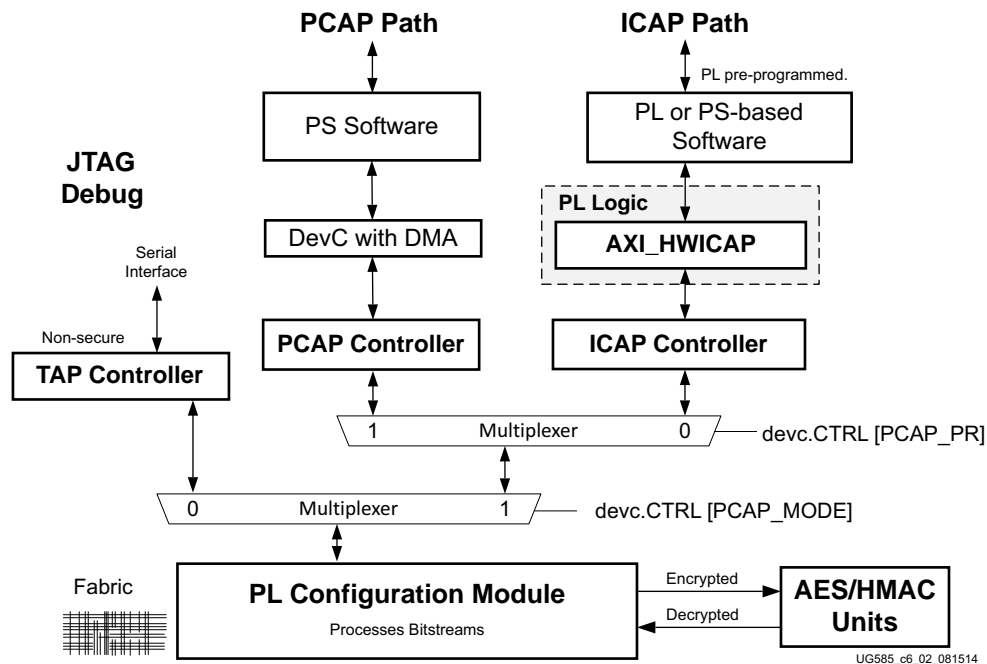 PCAP Path
ICAP Path
PL pre-programmed.
PS Software
PL or PS-based
Software
JTAG
Debug
PL Logic
DevC with DMA
AXI_HWICAP
Serial
Interface
Non-secure
TAP Controller
PCAP Controller
ICAP Controller
1 Multiplexer 0
devc.CTRL [PCAP_PR]
0 Multiplexer 1
devc.CTRL [PCAP_MODE]
Fabric
PL Configuration Module
Processes Bitstreams
Encrypted
Decrypted
AES/HMAC
Units
UG585_c6_02_081514